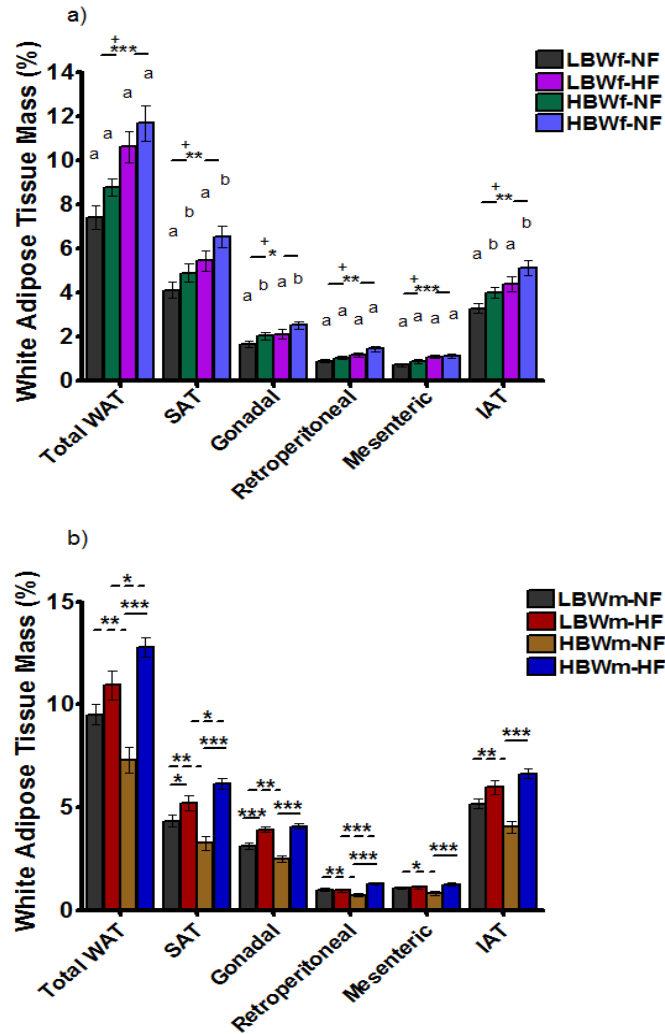 a)
+
***
a
a
a
a
+
**
a
b
a
b
+
*
a
b
a
b
+
**
a
a
a
a
+
***
a
a
a
a
+
**
a
b
a
b
LBWf-NF
LBWf-HF
HBWf-NF
HBWf-NF
White Adipose Tissue Mass (%)
14
12
10
8
6
4
2
0
Total WAT
SAT
Gonadal
Retroperitoneal
Mesenteric
IAT
b)
LBWm-NF
LBWm-HF
HBWm-NF
HBWm-HF
White Adipose Tissue Mass (%)
15
10
5
0
*
**
***
*
**
***
*
**
***
***
***
**
***
*
***
**
***
Total WAT
SAT
Gonadal
Retroperitoneal
Mesenteric
IAT